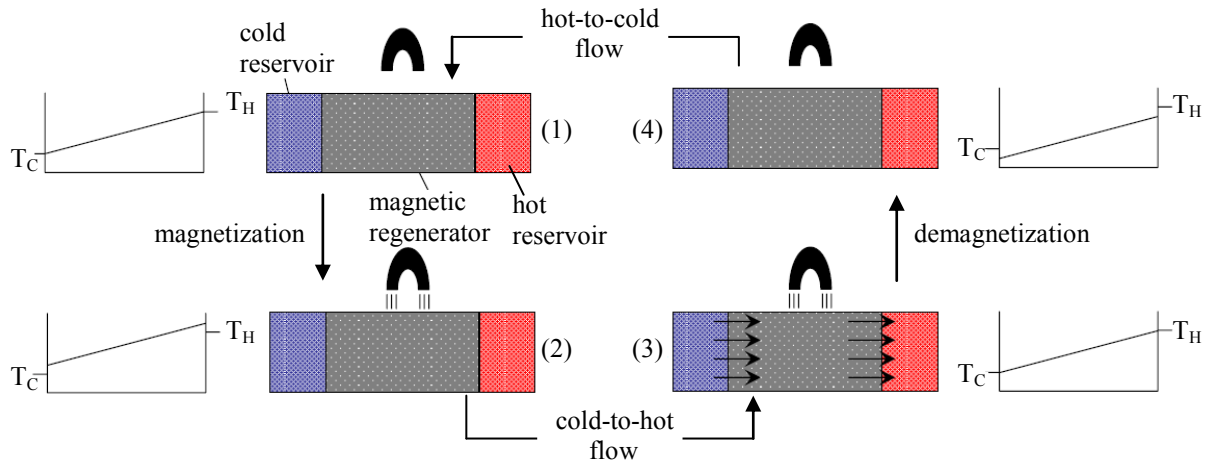 cold
reservoir
hot-to-cold
flow
T_H
T_C
(1)
(4)
T_H
T_C
magnetization
magnetic
regenerator
hot
reservoir
demagnetization
T_H
T_C
(2)
(3)
T_H
T_C
cold-to-hot
flow